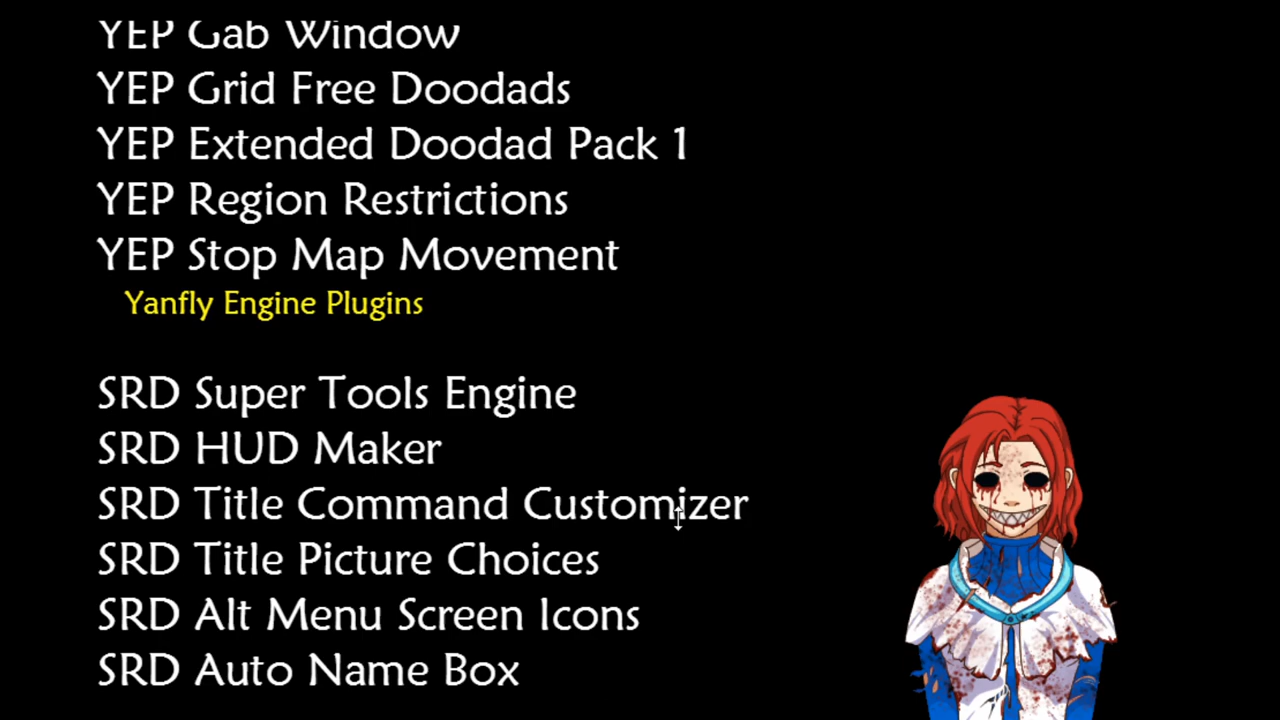 YEP Gab Window
YEP Grid Free Doodads
YEP Extended Doodad Pack 1
YEP Region Restrictions
YEP Stop Map Movement
Yanfly Engine Plugins
SRD Super Tools Engine
SRD HUD Maker
SRD Title Command Customizer
SRD Title Picture Choices
SRD Alt Menu Screen Icons
SRD Auto Name Box